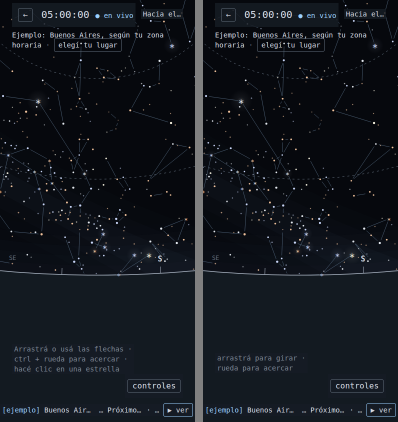 ← 05:00:00 ● en vivo Hacia el…
Ejemplo: Buenos Aires, según tu zona
horaria · elegí tu lugar
SE
S.
Arrastrá o usá las flechas ·
ctrl + rueda para acercar ·
hacé clic en una estrella
controles
[ejemplo] Buenos Air… … Próximo… · … ▶ ver
← 05:00:00 ● en vivo Hacia el…
Ejemplo: Buenos Aires, según tu zona
horaria · elegí tu lugar
SE
S.
arrastrá para girar ·
rueda para acercar
controles
[ejemplo] Buenos Air… … Próximo… · … ▶ ver